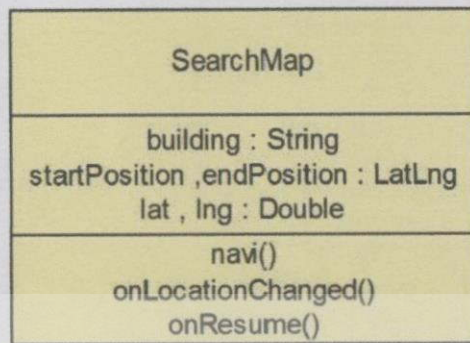 SearchMap
building : String
startPosition ,endPosition : LatLng
lat , lng : Double
navi()
onLocationChanged()
onResume()